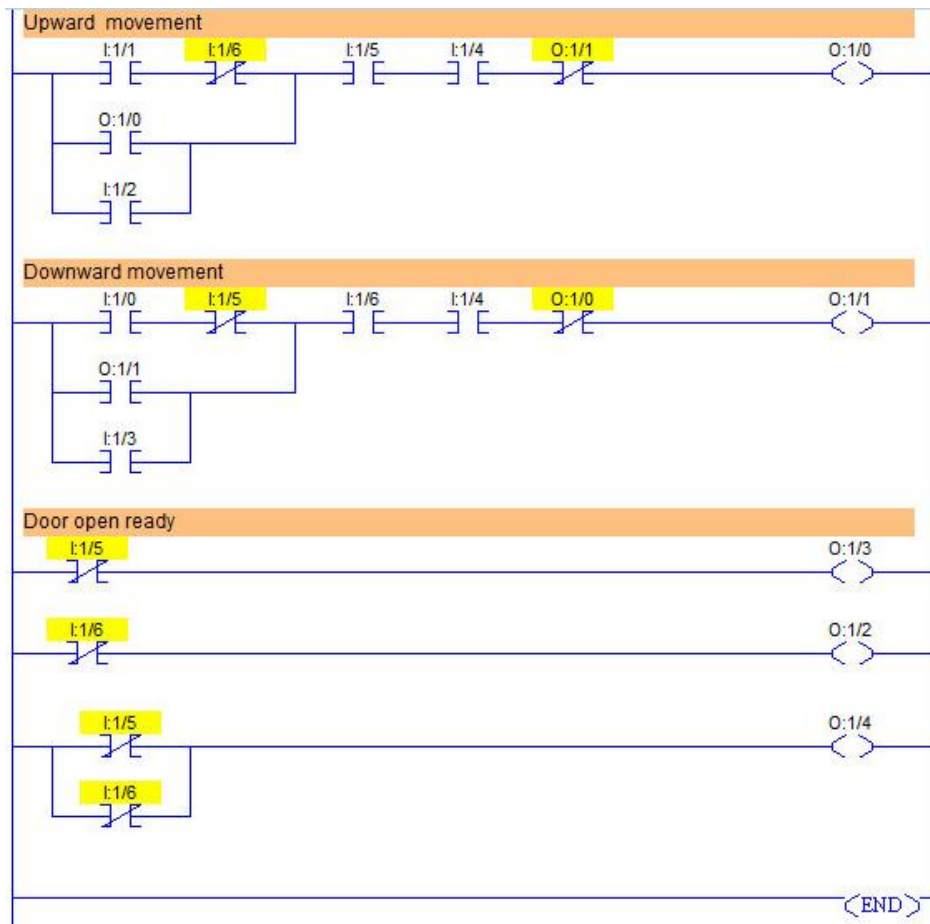 Upward movement
I:1/1 I:1/6 I:1/5 I:1/4 O:1/1 O:1/0
O:1/0
I:1/2
Downward movement
I:1/0 I:1/5 I:1/6 I:1/4 O:1/0 O:1/1
O:1/1
I:1/3
Door open ready
I:1/5 O:1/3
I:1/6 O:1/2
I:1/5 O:1/4
I:1/6
END